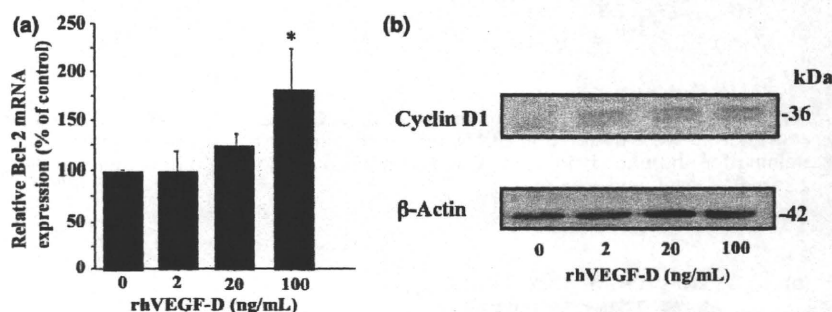 (a)
250
200
150
100
50
0
Relative Bcl-2 mRNA
expression (% of control)
*
0 2 20 100
rhVEGF-D (ng/mL)
(b)
kDa
Cyclin D1
-36
β-Actin
-42
0 2 20 100
rhVEGF-D (ng/mL)